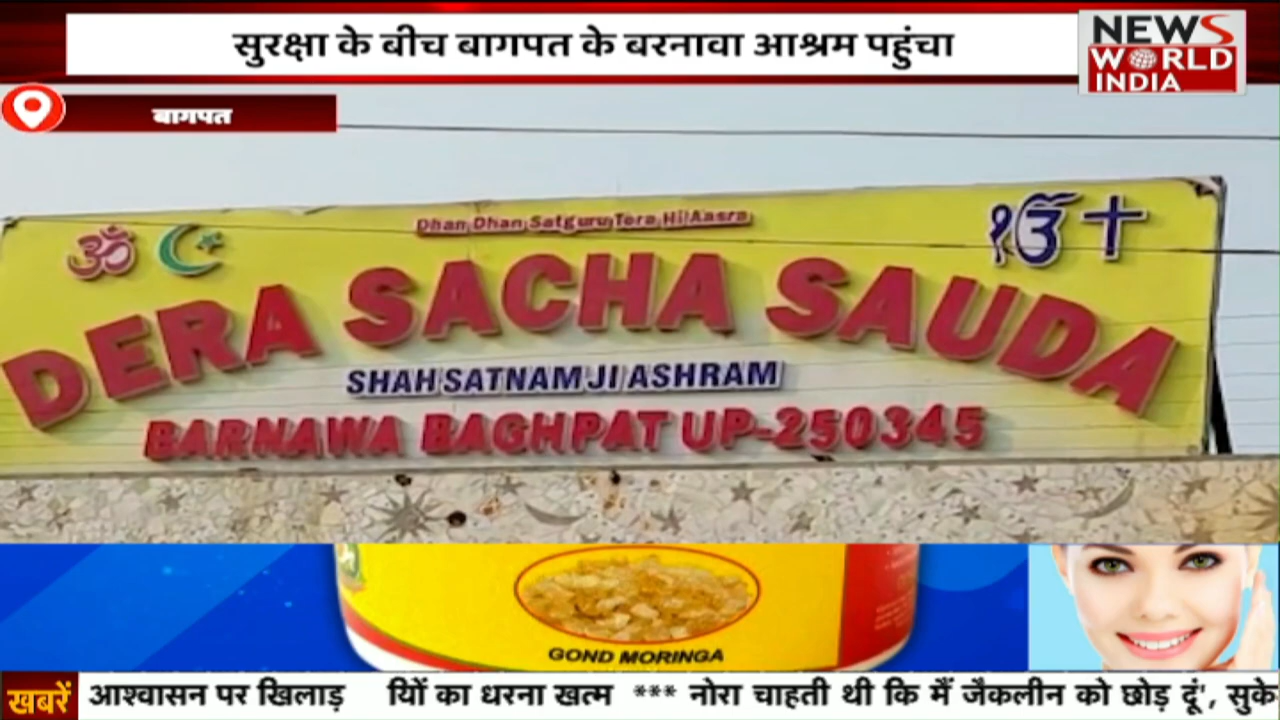 सुरक्षा के बीच बागपत के बरनावा आश्रम पहुंचा
NEWS
WORLD
INDIA
बागपत
Dhan Dhan Satguru Tera Hi Aasra
ॐ ੴ
DERA SACHA SAUDA
SHAH SATNAM JI ASHRAM
BARNAWA BAGHPAT UP-250345
GOND MORINGA
खबरें आश्वासन पर खिलाड़ यिों का धरना खत्म *** नोरा चाहती थी कि मैं जैकलीन को छोड़ दूं', सुके